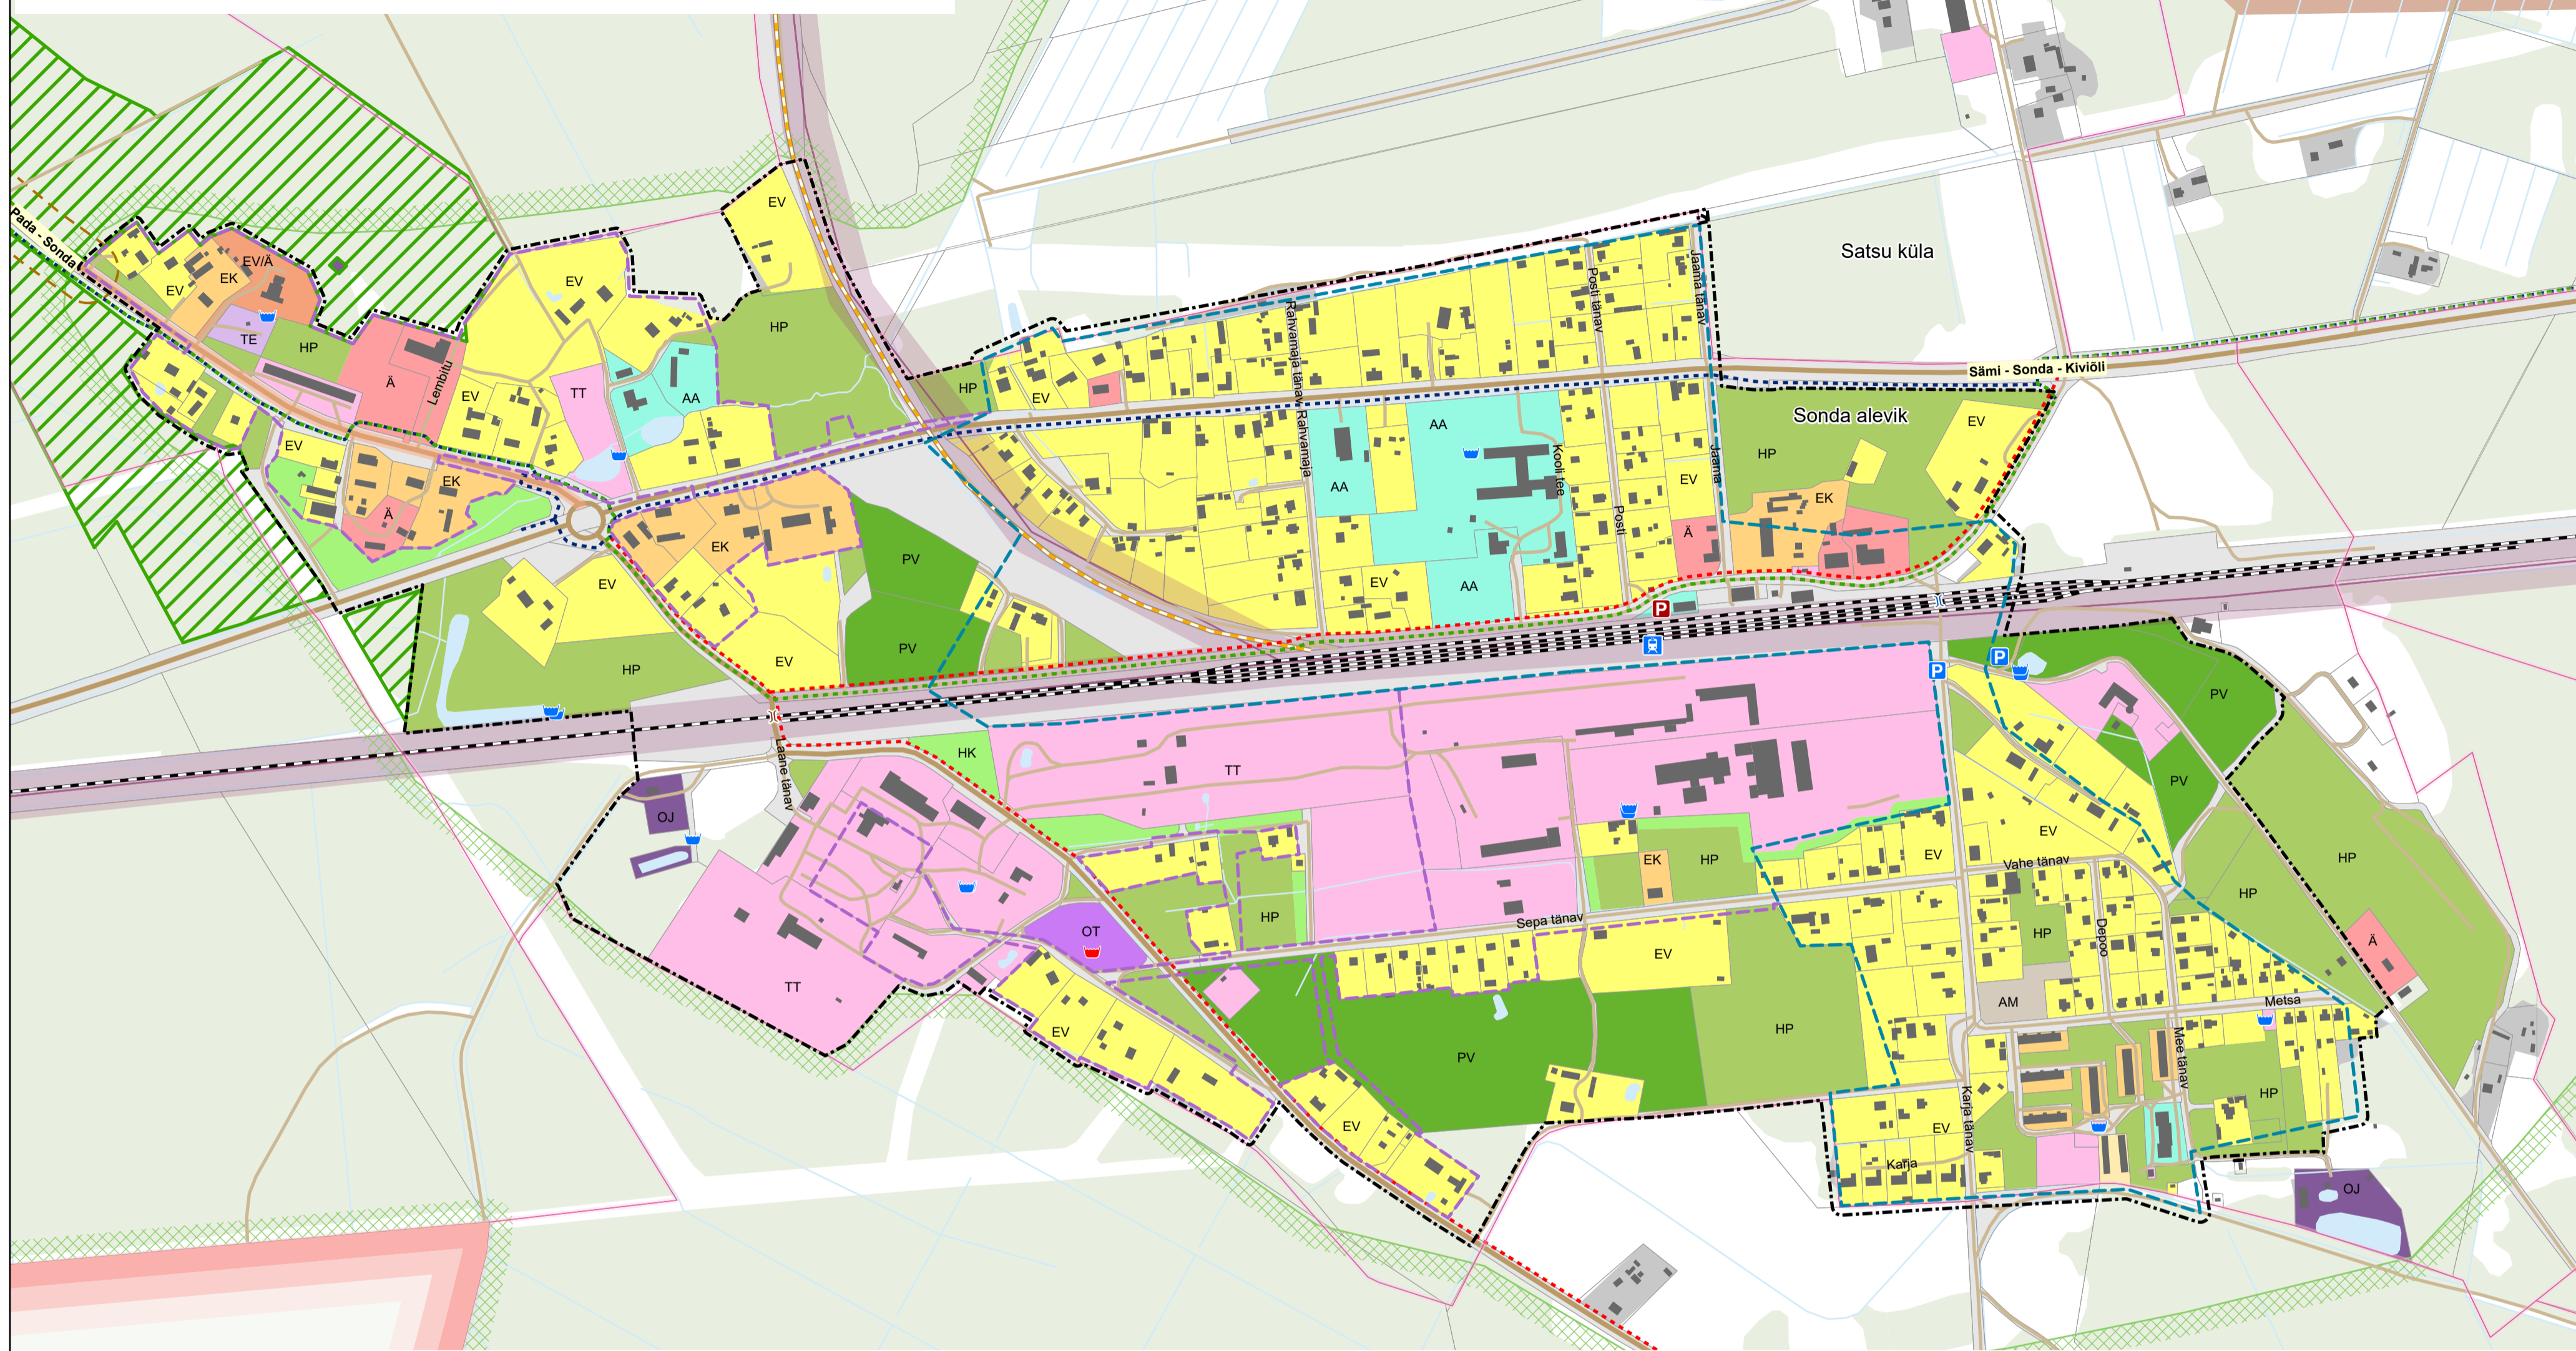 EV
Satsu küla
Pada - Sonda
EV/Ä
EK
EV
EV
HP
TE
HP
Ä
Lembitu
EV
TT
AA
HP
EV
Rahvamaja tänav
Posti tänav
Jaama tänav
Sämi - Sonda - Kiviõli
Sonda alevik
EV
EV
EK
Ä
EK
AA
AA
Rahvamaja
Kooli tee
HP
Jaama
EV
EK
Posti
Ä
EV
PV
EV
AA
P
PV
EV
HP
P
P
PV
Laane tänav
HK
TT
PV
OJ
EV
EK
HP
EV
Vahe tänav
HP
HP
OT
HP
Sepa tänav
EV
HP
Depoo
Ä
TT
AM
Metsa
EV
PV
HP
Mee tänav
EV
Karja tänav
EV
HP
Karja
OJ